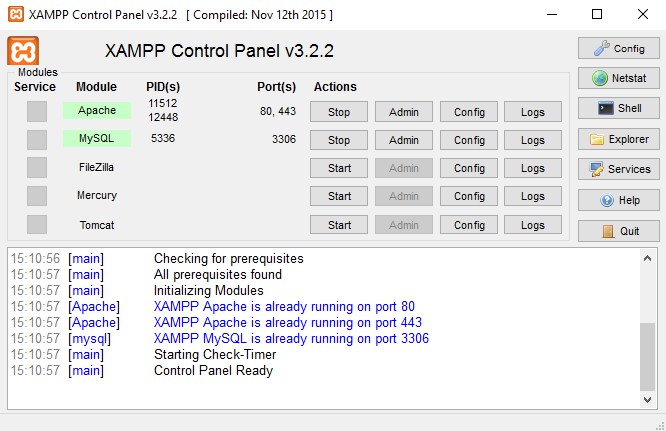 XAMPP Control Panel v3.2.2 [ Compiled: Nov 12th 2015 ]
XAMPP Control Panel v3.2.2
Config
Modules
Service Module PID(s) Port(s) Actions
Netstat
Apache 11512 12448 80, 443 Stop Admin Config Logs
Shell
MySQL 5336 3306 Stop Admin Config Logs
Explorer
FileZilla Start Admin Config Logs
Services
Mercury Start Admin Config Logs
Help
Tomcat Start Admin Config Logs
Quit
15:10:56 [main] Checking for prerequisites
15:10:57 [main] All prerequisites found
15:10:57 [main] Initializing Modules
15:10:57 [Apache] XAMPP Apache is already running on port 80
15:10:57 [Apache] XAMPP Apache is already running on port 443
15:10:57 [mysql] XAMPP MySQL is already running on port 3306
15:10:57 [main] Starting Check-Timer
15:10:57 [main] Control Panel Ready